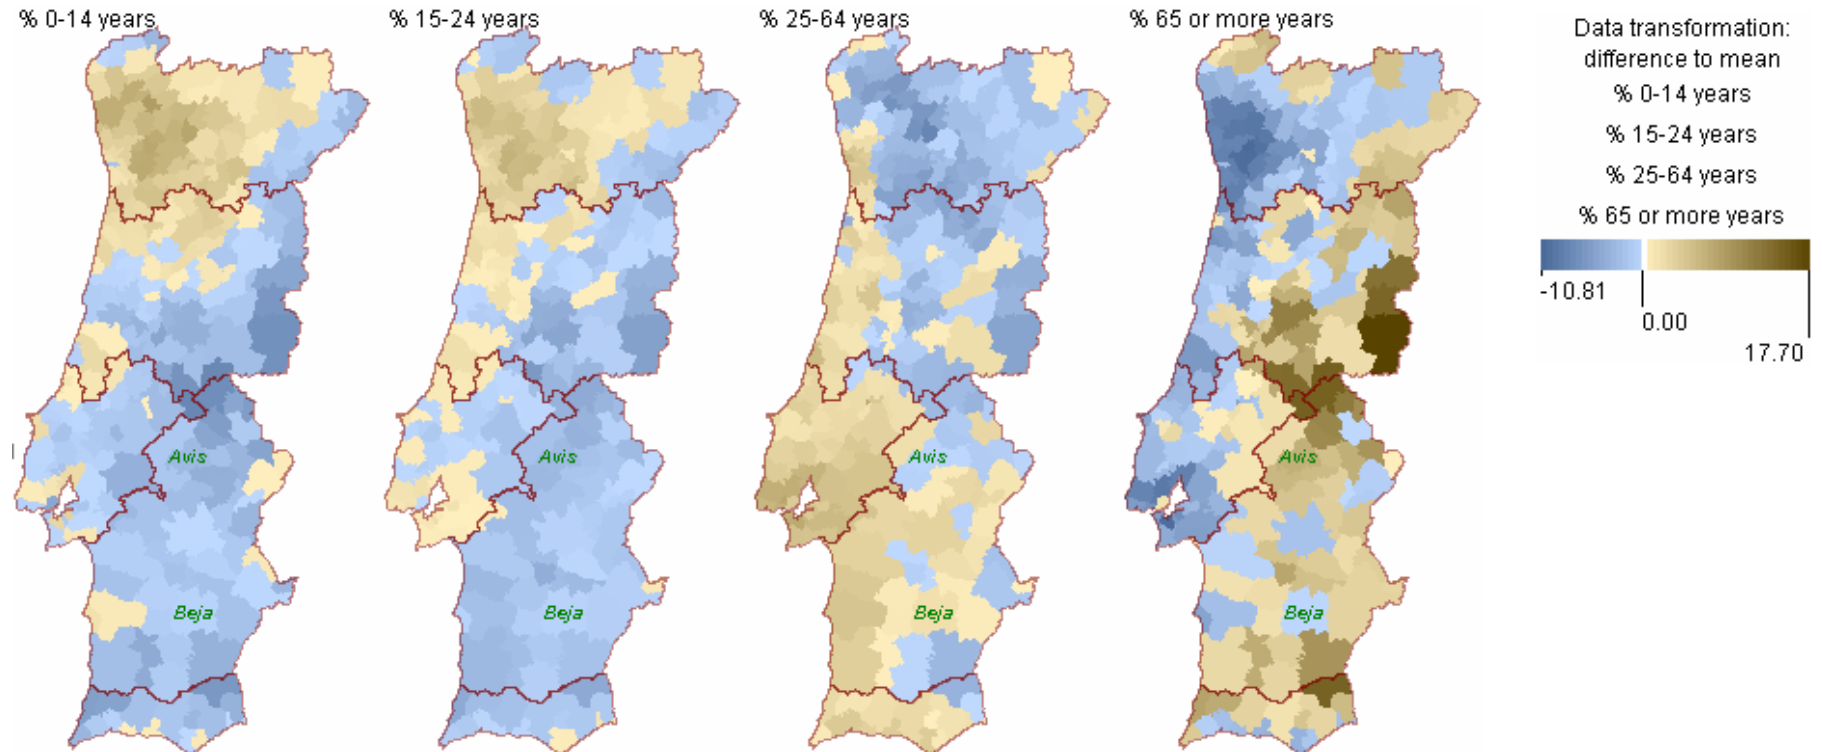 % 0-14 years
% 15-24 years
% 25-64 years
% 65 or more years
Data transformation:
difference to mean
% 0-14 years
% 15-24 years
% 25-64 years
% 65 or more years
-10.81
0.00
17.70
Avis
Avis
Avis
Avis
Beja
Beja
Beja
Beja